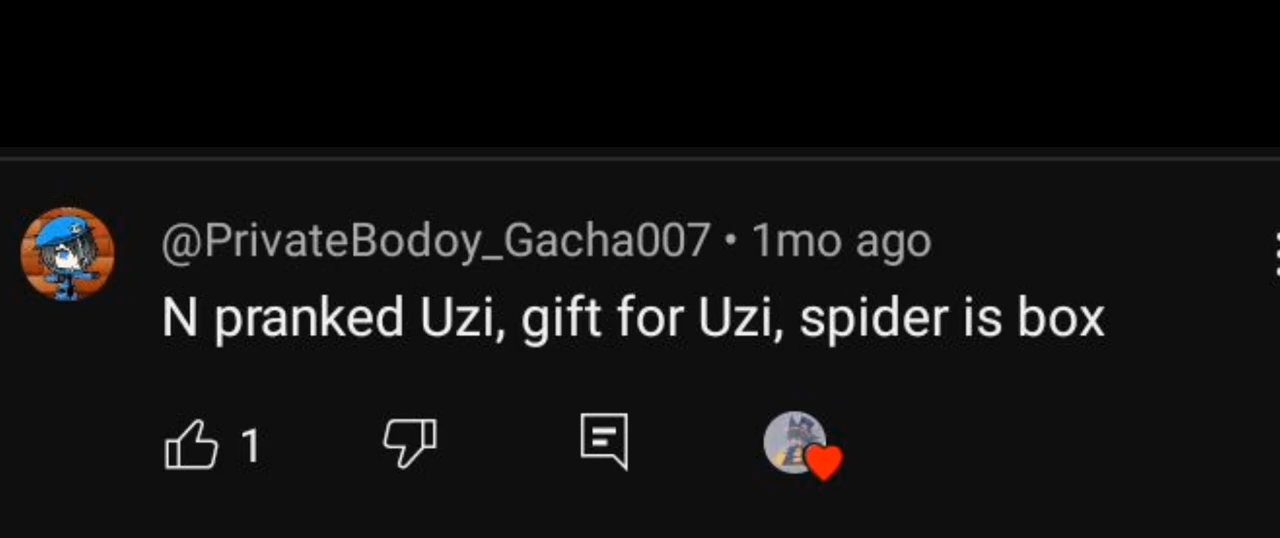 @PrivateBodoy_Gacha007 • 1mo ago
N pranked Uzi, gift for Uzi, spider is box
1